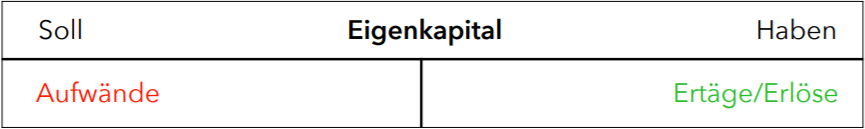 Soll Eigenkapital Haben
Aufwände Ertäge/Erlöse